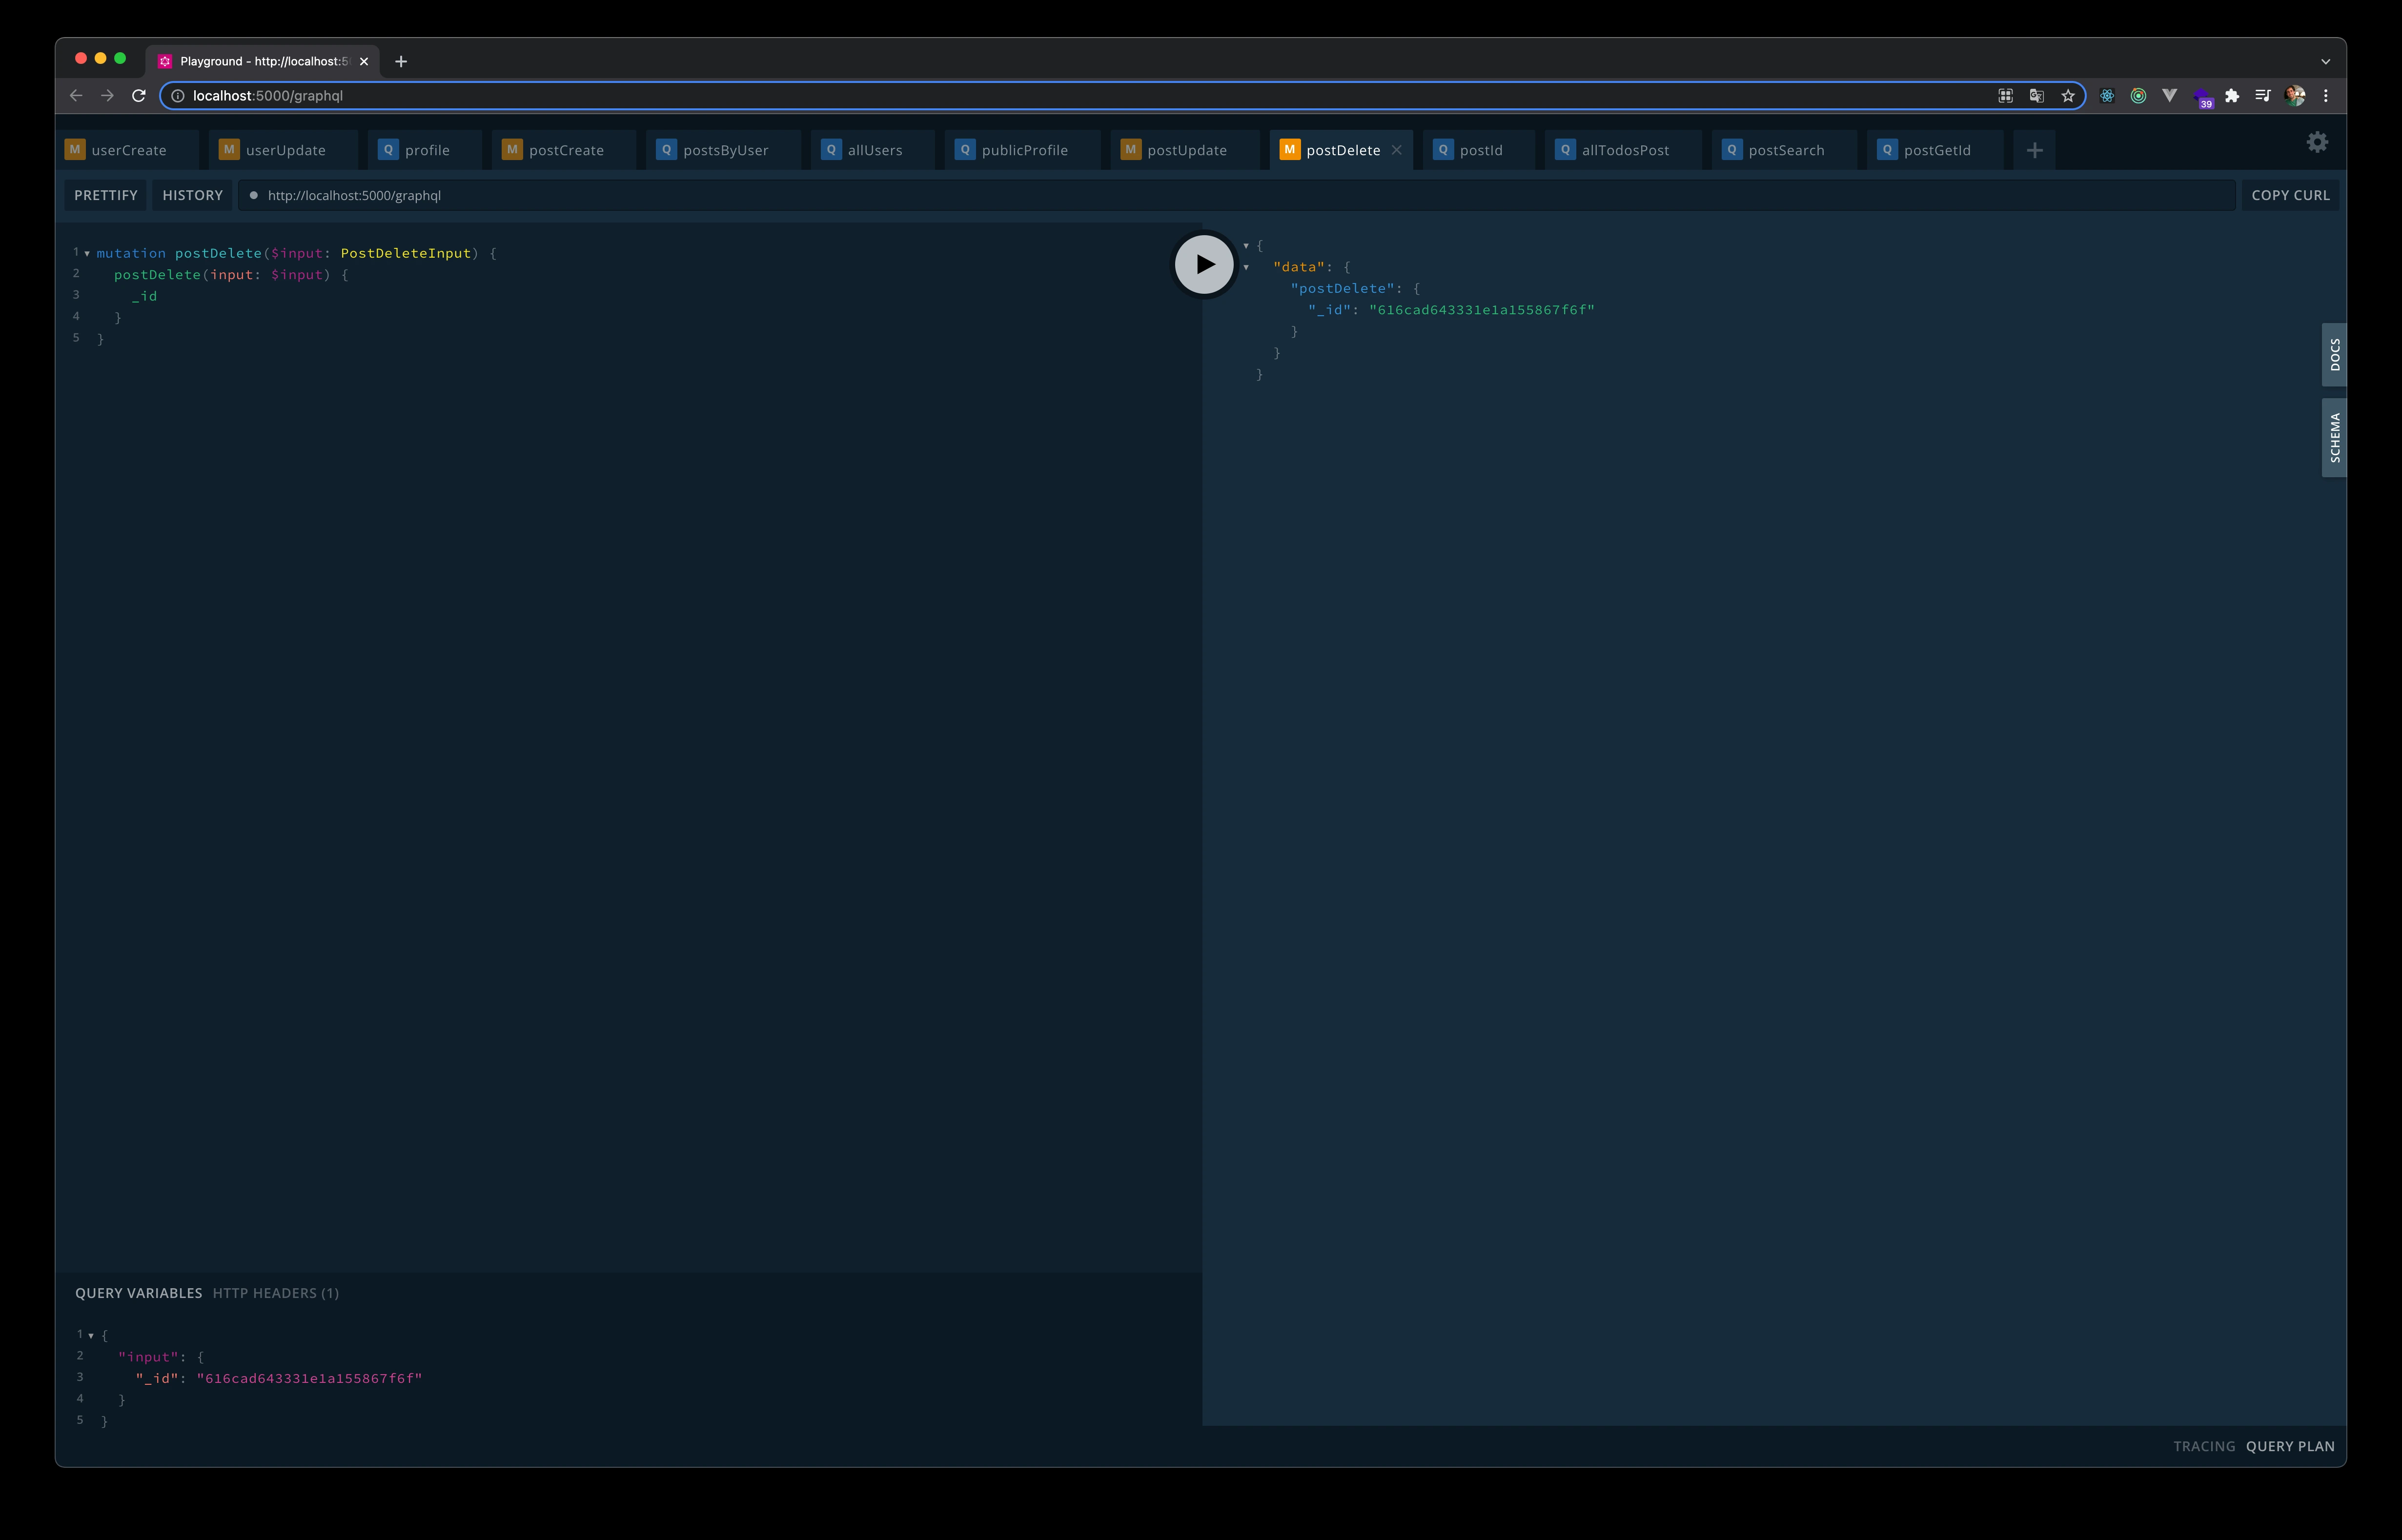 Playground - http://localhost:5
localhost:5000/graphql
39
M userCreate M userUpdate Q profile M postCreate Q postsByUser Q allUsers Q publicProfile M postUpdate M postDelete Q postId Q allTodosPost Q postSearch Q postGetId
PRETTIFY HISTORY http://localhost:5000/graphql COPY CURL
1 mutation postDelete($input: PostDeleteInput) {
2 postDelete(input: $input) {
3 _id
4 }
5 }
{
"data": {
"postDelete": {
"_id": "616cad643331e1a155867f6f"
}
}
}
DOCS
SCHEMA
QUERY VARIABLES HTTP HEADERS (1)
1 {
2 "input": {
3 "_id": "616cad643331e1a155867f6f"
4 }
5 }
TRACING QUERY PLAN